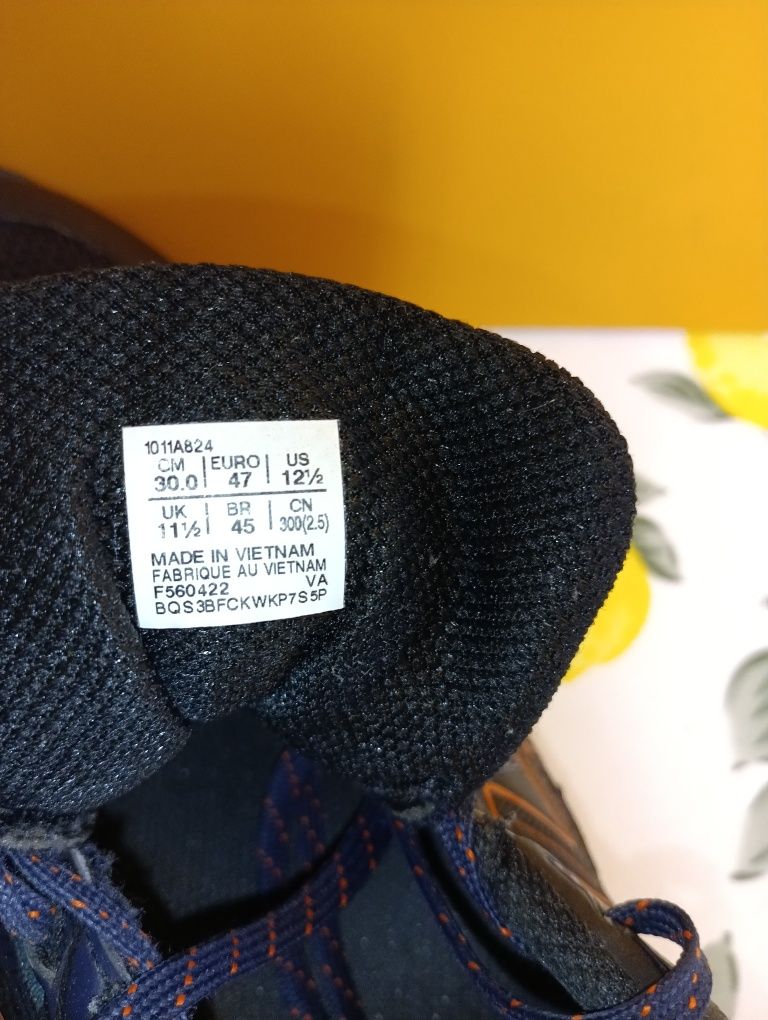 1011A824
CM EURO US
30.0 47 12½
UK BR CN
11½ 45 300(2.5)
MADE IN VIETNAM
FABRIQUE AU VIETNAM
F560422 VA
BQS3BFCKWKP7S5P